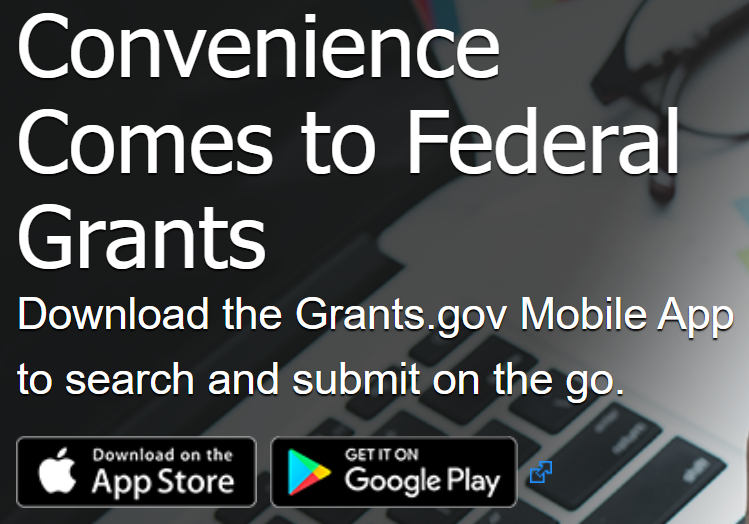 Convenience
Comes to Federal
Grants
Download the Grants.gov Mobile App
to search and submit on the go.
Download on the
App Store
GET IT ON
Google Play